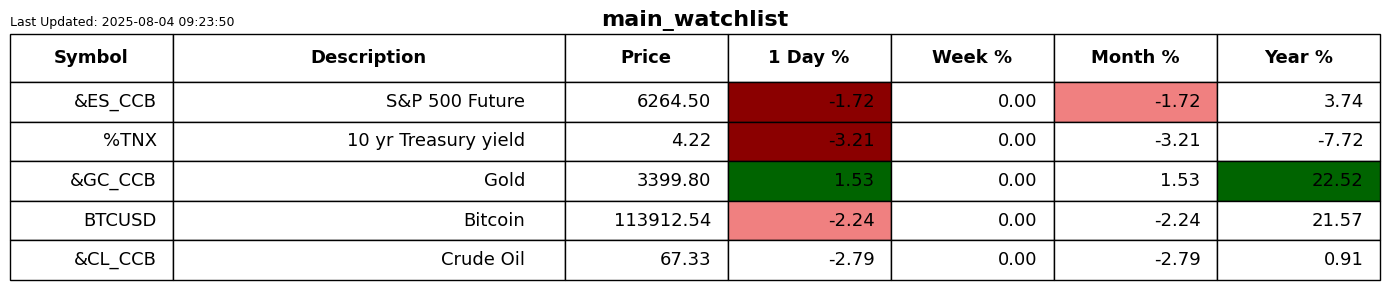 main_watchlist
Last Updated: 2025-08-04 09:23:50
Symbol Description Price 1 Day % Week % Month % Year %
&ES_CCB S&P 500 Future 6264.50 -1.72 0.00 -1.72 3.74
%TNX 10 yr Treasury yield 4.22 -3.21 0.00 -3.21 -7.72
&GC_CCB Gold 3399.80 1.53 0.00 1.53 22.52
BTCUSD Bitcoin 113912.54 -2.24 0.00 -2.24 21.57
&CL_CCB Crude Oil 67.33 -2.79 0.00 -2.79 0.91